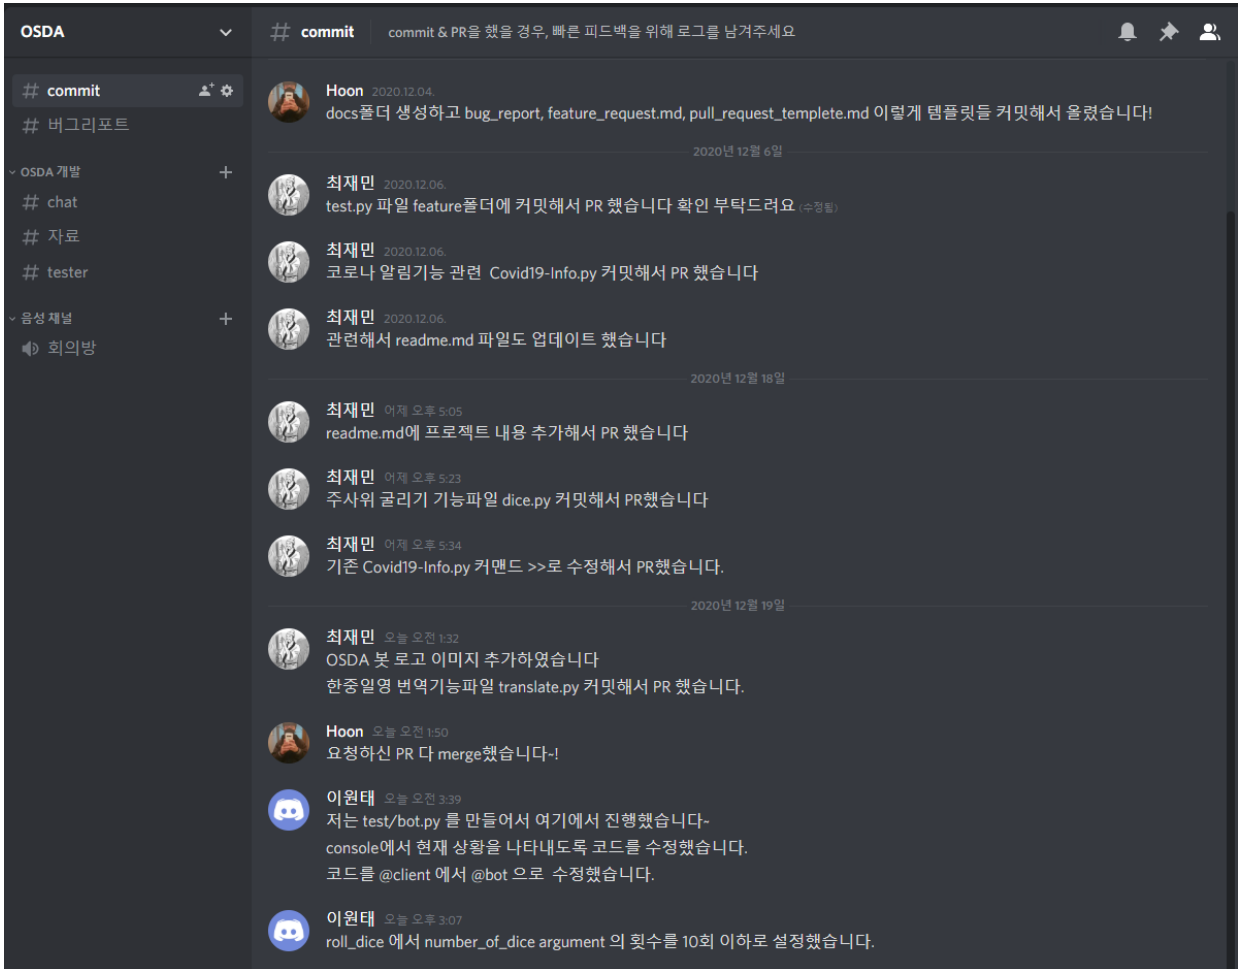 OSDA
# commit
commit & PR을 했을 경우, 빠른 피드백을 위해 로그를 남겨주세요
# commit
# 버그리포트
OSDA 개발
# chat
# 자료
# tester
음성 채널
회의방
Hoon 2020.12.04.
docs폴더 생성하고 bug_report, feature_request.md, pull_request_templete.md 이렇게 템플릿들 커밋해서 올렸습니다!
2020년 12월 6일
최재민 2020.12.06.
test.py 파일 feature폴더에 커밋해서 PR 했습니다 확인 부탁드려요 (수정됨)
최재민 2020.12.06.
코로나 알림기능 관련 Covid19-Info.py 커밋해서 PR 했습니다
최재민 2020.12.06.
관련해서 readme.md 파일도 업데이트 했습니다
2020년 12월 18일
최재민 어제 오후 5:05
readme.md에 프로젝트 내용 추가해서 PR 했습니다
최재민 어제 오후 5:23
주사위 굴리기 기능파일 dice.py 커밋해서 PR했습니다
최재민 어제 오후 5:34
기존 Covid19-Info.py 커맨드 >>로 수정해서 PR했습니다.
2020년 12월 19일
최재민 오늘 오전 1:32
OSDA 봇 로고 이미지 추가하였습니다
한중일영 번역기능파일 translate.py 커밋해서 PR 했습니다.
Hoon 오늘 오전 1:50
요청하신 PR 다 merge했습니다~!
이원태 오늘 오전 3:39
저는 test/bot.py 를 만들어서 여기에서 진행했습니다~
console에서 현재 상황을 나타내도록 코드를 수정했습니다.
코드를 @client 에서 @bot 으로 수정했습니다.
이원태 오늘 오후 3:07
roll_dice 에서 number_of_dice argument 의 횟수를 10회 이하로 설정했습니다.